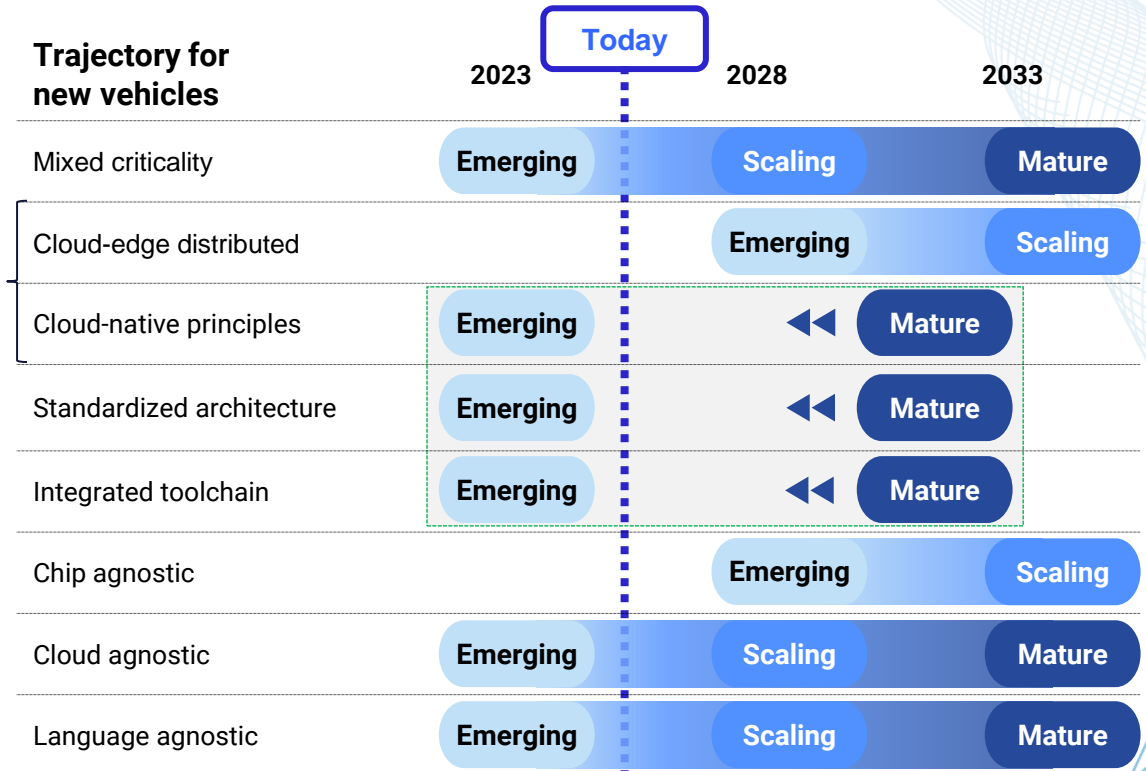 Today
Trajectory for
new vehicles
2023 2028 2033
Mixed criticality Emerging Scaling Mature
Cloud-edge distributed Emerging Scaling
Cloud-native principles Emerging Mature
Standardized architecture Emerging Mature
Integrated toolchain Emerging Mature
Chip agnostic Emerging Scaling
Cloud agnostic Emerging Scaling Mature
Language agnostic Emerging Scaling Mature